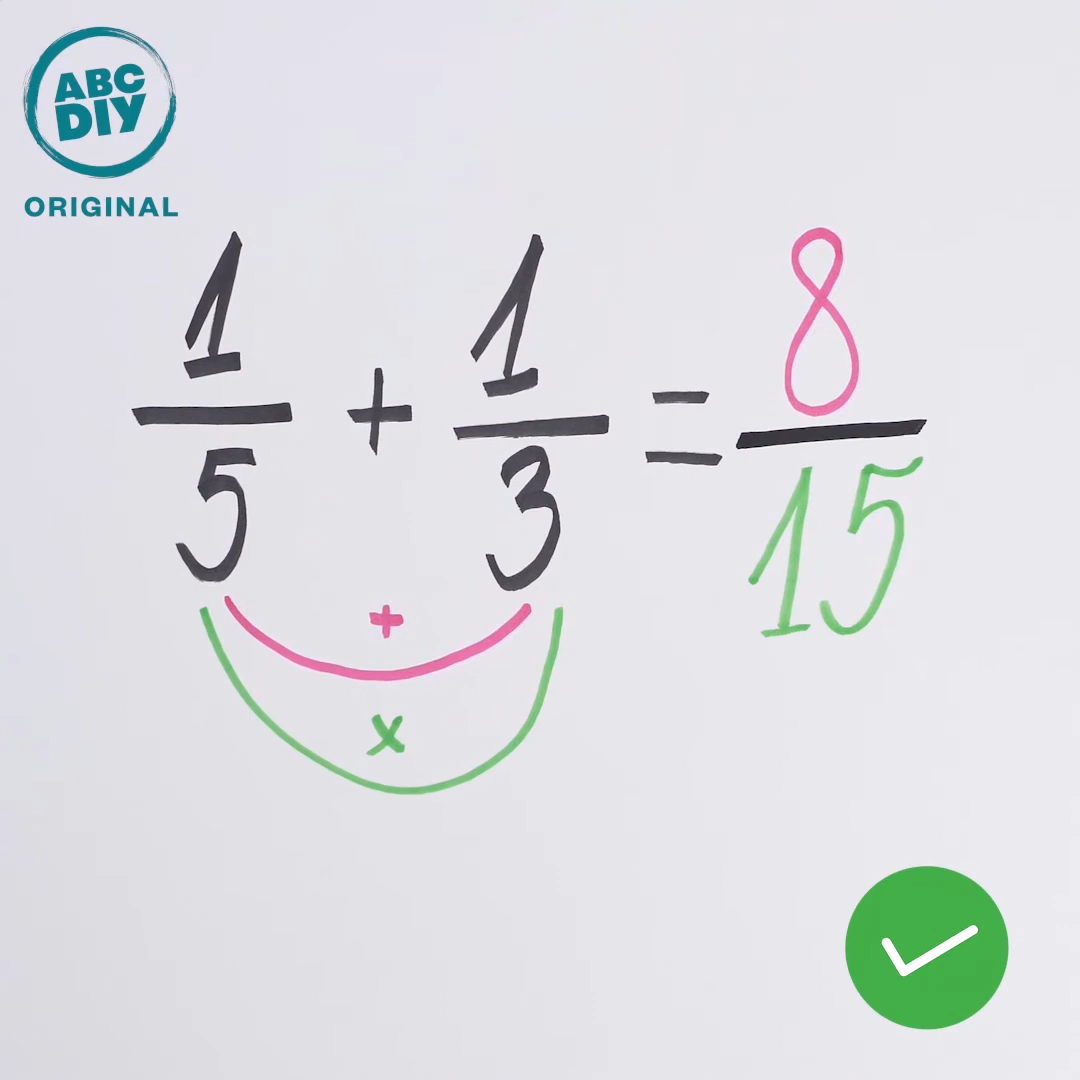 ABC
DIY
ORIGINAL
1/5 + 1/3 = 8/15
+
x